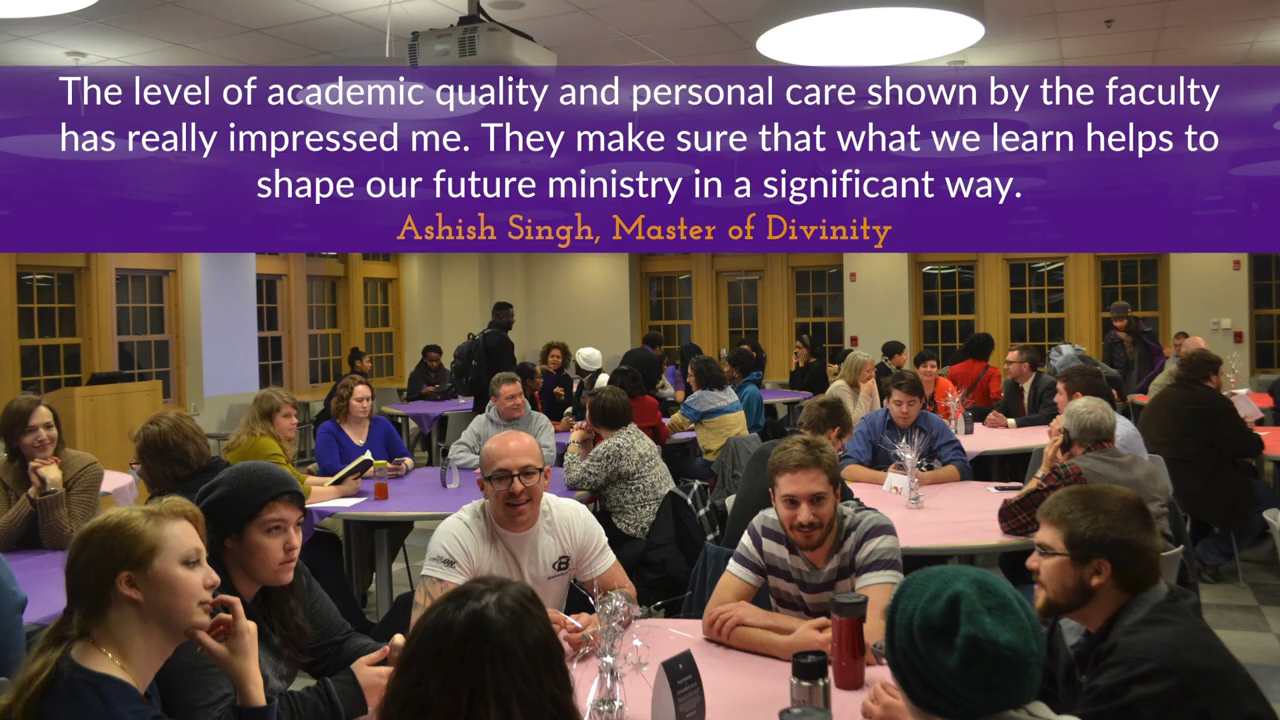 The level of academic quality and personal care shown by the faculty
has really impressed me. They make sure that what we learn helps to
shape our future ministry in a significant way.
Ashish Singh, Master of Divinity